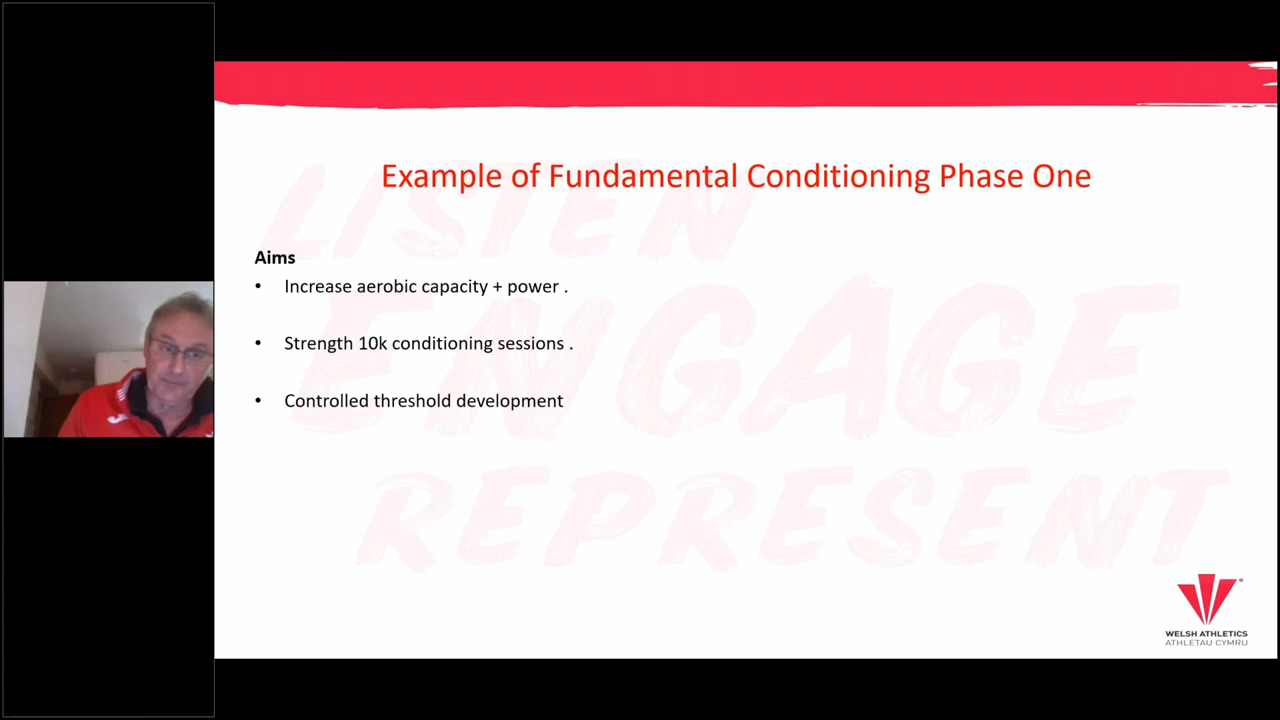 Example of Fundamental Conditioning Phase One
Aims
• Increase aerobic capacity + power .
• Strength 10k conditioning sessions .
• Controlled threshold development
LISTEN
ENGAGE
REPRESENT
WELSH ATHLETICS
ATHLETAU CYMRU